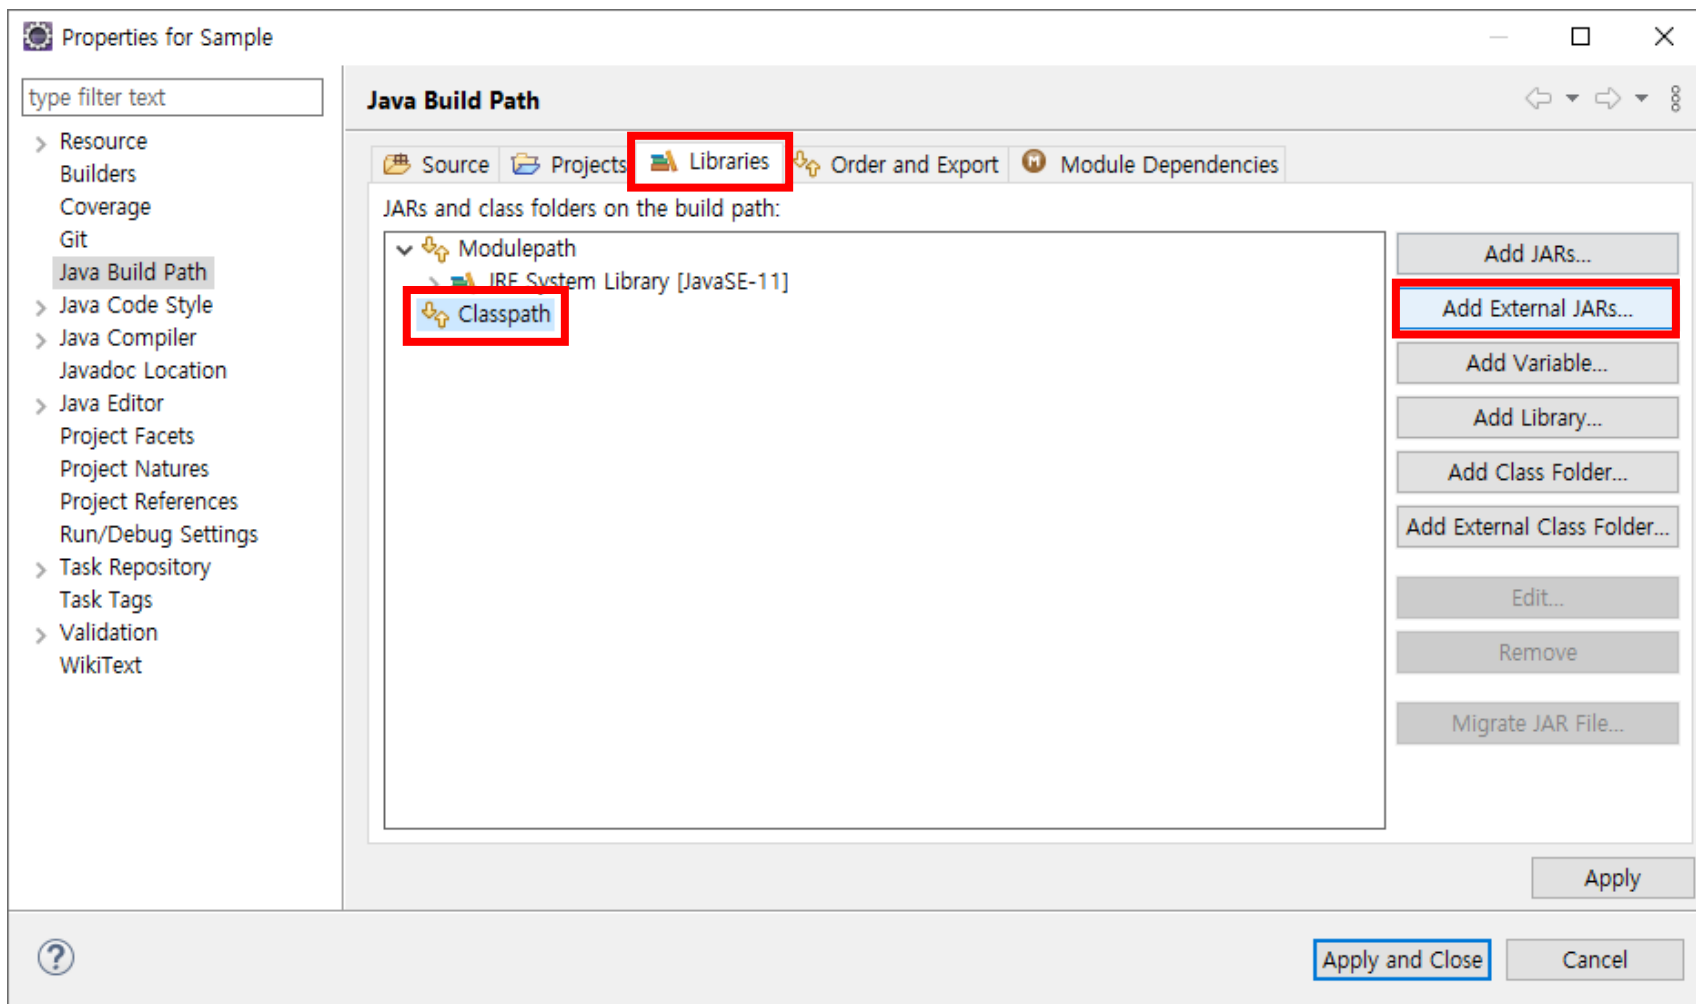 Properties for Sample
type filter text
Resource
Builders
Coverage
Git
Java Build Path
Java Code Style
Java Compiler
Javadoc Location
Java Editor
Project Facets
Project Natures
Project References
Run/Debug Settings
Task Repository
Task Tags
Validation
WikiText
Java Build Path
Source Projects Libraries Order and Export Module Dependencies
JARs and class folders on the build path:
Modulepath
JRE System Library [JavaSE-11]
Classpath
Add JARs...
Add External JARs...
Add Variable...
Add Library...
Add Class Folder...
Add External Class Folder...
Edit...
Remove
Migrate JAR File...
Apply
Apply and Close Cancel